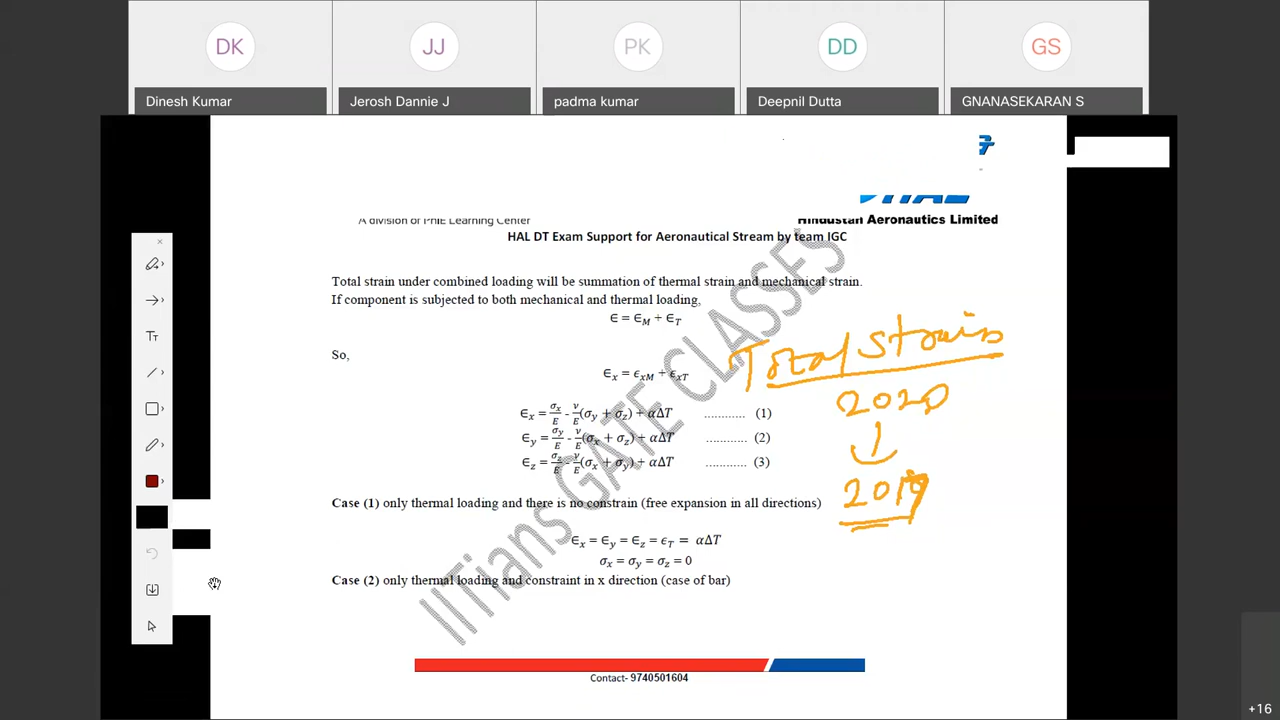 DK JJ PK DD GS
Dinesh Kumar Jerosh Dannie J padma kumar Deepnil Dutta GNANASEKARAN S
A division of PhIE Learning Center
Hindustan Aeronautics Limited
HAL DT Exam Support for Aeronautical Stream by team IGC
Total strain under combined loading will be summation of thermal strain and mechanical strain.
If component is subjected to both mechanical and thermal loading,
∈ = ∈M + ∈T
So,
∈x = ϵxM + ϵxT
∈x = σx/E - ν/E(σy + σz) + αΔT ............ (1)
∈y = σy/E - ν/E(σx + σz) + αΔT ............ (2)
∈z = σz/E - ν/E(σx + σy) + αΔT ............ (3)
Total strain
2020
2019
Case (1) only thermal loading and there is no constrain (free expansion in all directions)
∈x = ∈y = ∈z = ϵT = αΔT
σx = σy = σz = 0
Case (2) only thermal loading and constraint in x direction (case of bar)
IITians GATE CLASSES
Contact- 9740501604
TT
+16